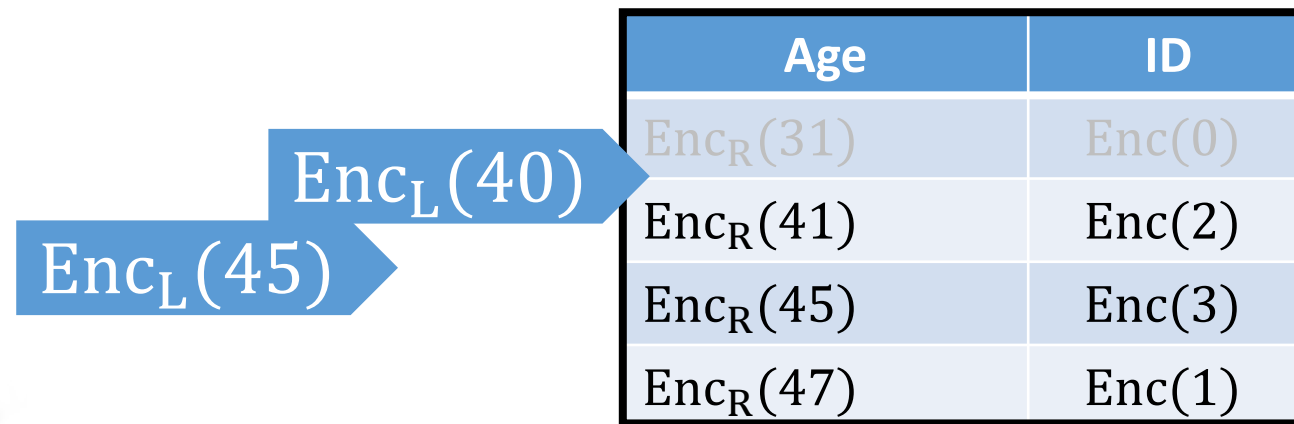 Age ID
Enc_R(31) Enc(0)
Enc_L(40)
Enc_R(41) Enc(2)
Enc_L(45)
Enc_R(45) Enc(3)
Enc_R(47) Enc(1)